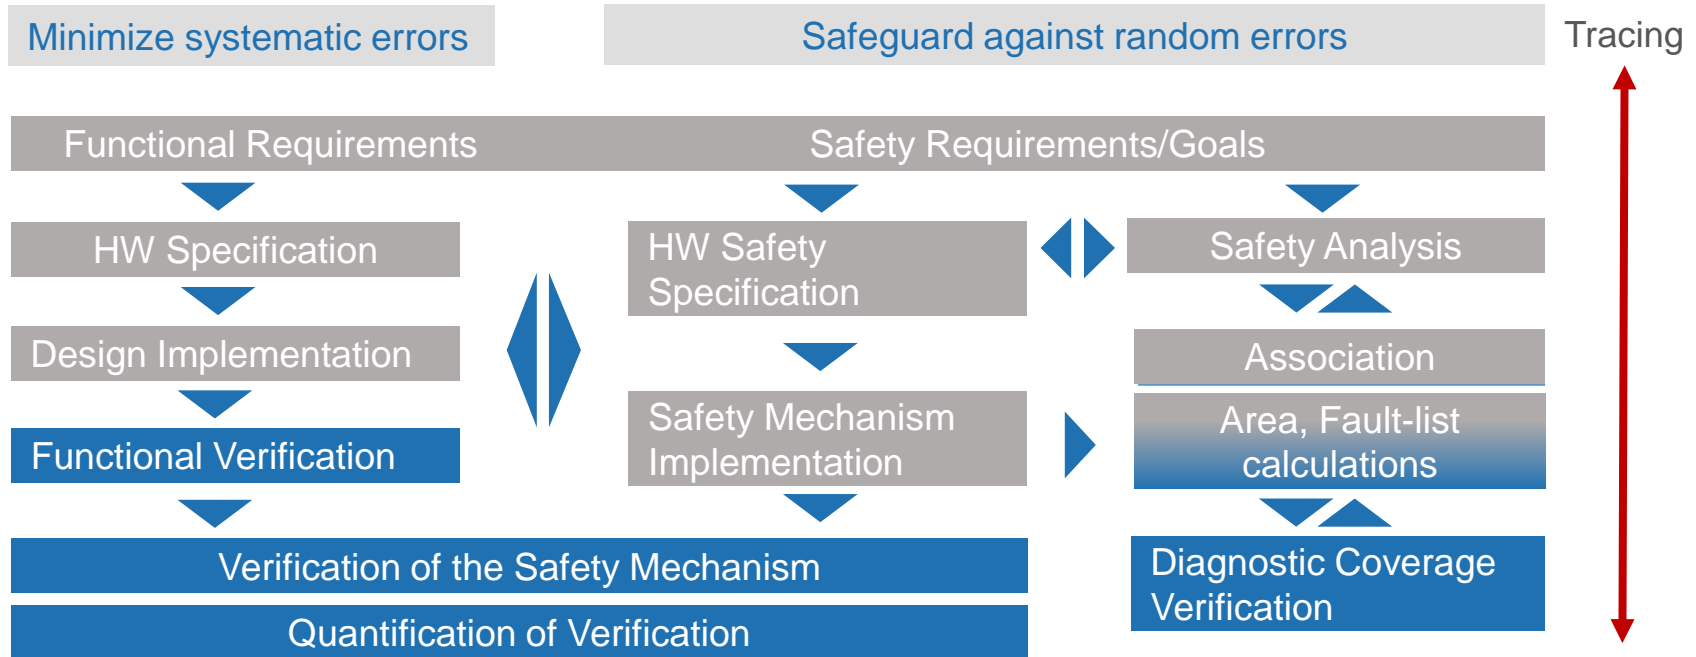 Minimize systematic errors
Safeguard against random errors
Tracing
Functional Requirements
Safety Requirements/Goals
HW Specification
HW Safety
Specification
Safety Analysis
Design Implementation
Association
Safety Mechanism
Implementation
Area, Fault-list
calculations
Functional Verification
Verification of the Safety Mechanism
Diagnostic Coverage
Verification
Quantification of Verification